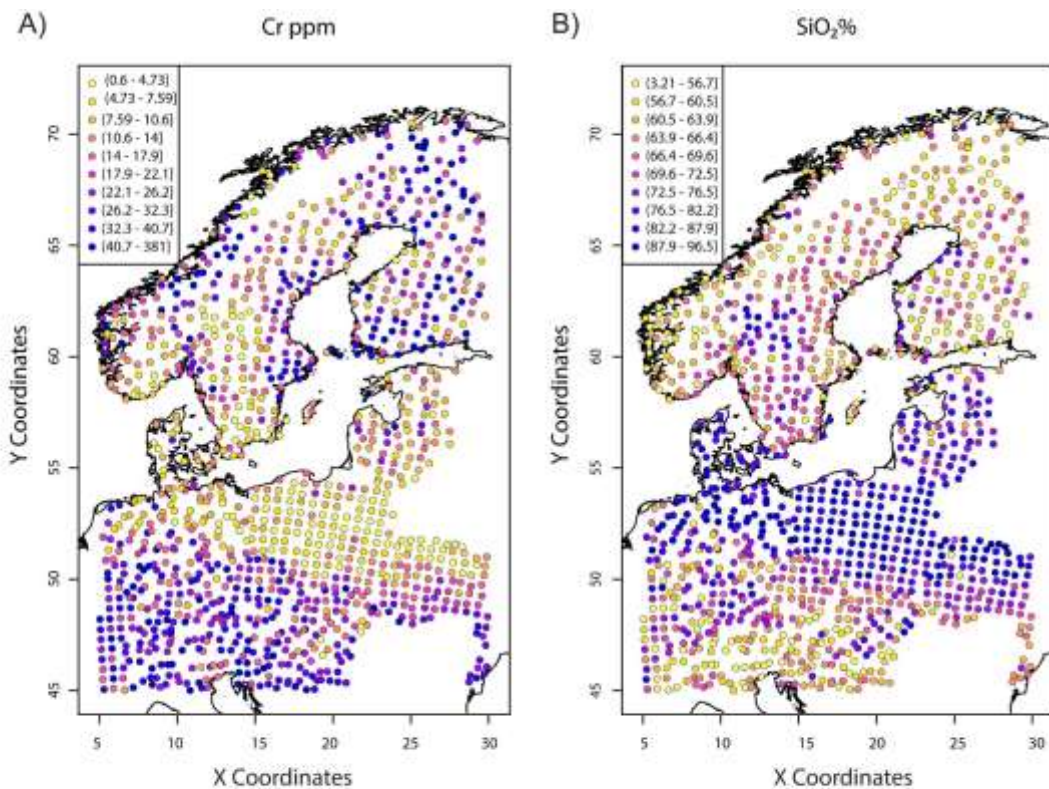 A)
Cr ppm
(0.6 - 4.73]
(4.73 - 7.59]
(7.59 - 10.6]
(10.6 - 14]
(14 - 17.9]
(17.9 - 22.1]
(22.1 - 26.2]
(26.2 - 32.3]
(32.3 - 40.7]
(40.7 - 381]
Y Coordinates
70
65
60
55
50
45
5
10
15
20
25
30
X Coordinates
B)
SiO₂%
(3.21 - 56.7]
(56.7 - 60.5]
(60.5 - 63.9]
(63.9 - 66.4]
(66.4 - 69.6]
(69.6 - 72.5]
(72.5 - 76.5]
(76.5 - 82.2]
(82.2 - 87.9]
(87.9 - 96.5]
Y Coordinates
70
65
60
55
50
45
5
10
15
20
25
30
X Coordinates